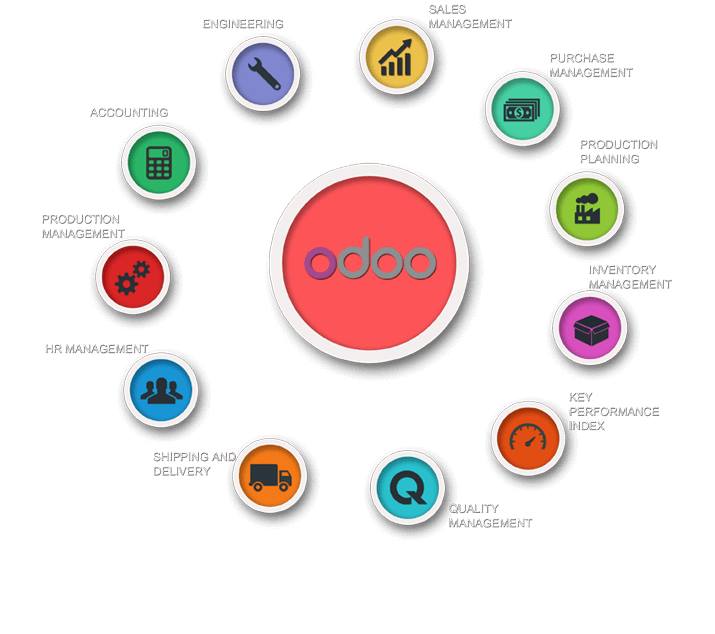 SALES
MANAGEMENT
ENGINEERING
PURCHASE
MANAGEMENT
ACCOUNTING
PRODUCTION
PLANNING
PRODUCTION
MANAGEMENT
odoo
INVENTORY
MANAGEMENT
HR MANAGEMENT
KEY
PERFORMANCE
INDEX
SHIPPING AND
DELIVERY
Q
QUALITY
MANAGEMENT